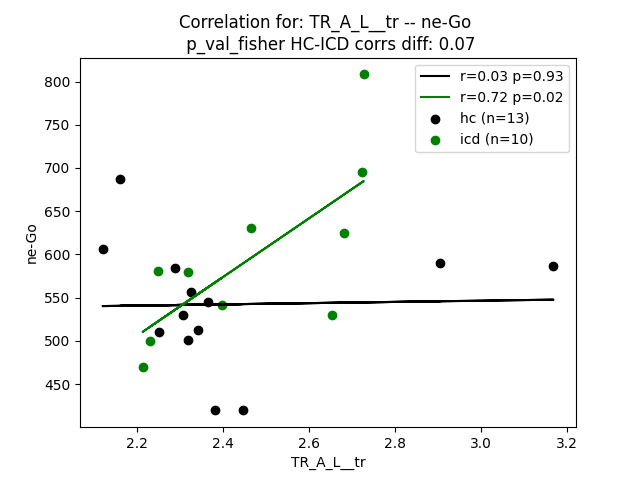 Correlation for: TR_A_L__tr -- ne-Go
p_val_fisher HC-ICD corrs diff: 0.07
r=0.03 p=0.93
r=0.72 p=0.02
hc (n=13)
icd (n=10)
ne-Go
800
750
700
650
600
550
500
450
2.2 2.4 2.6 2.8 3.0 3.2
TR_A_L__tr